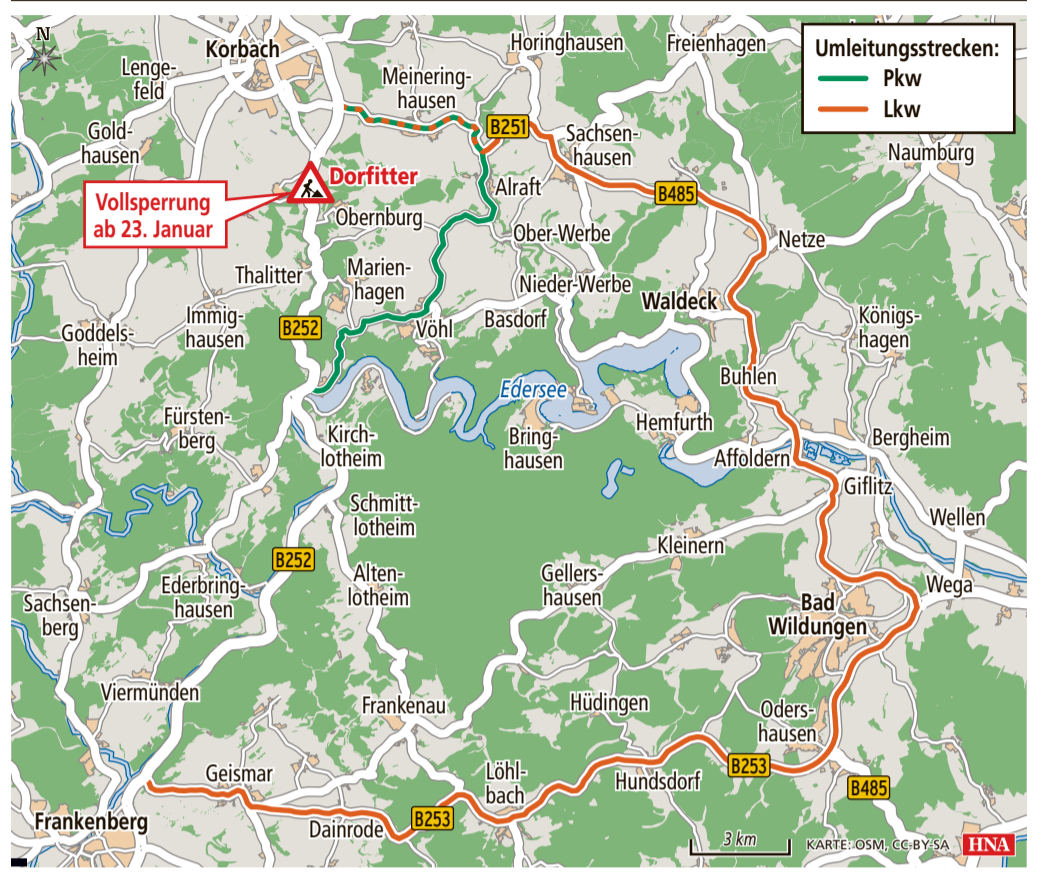 N
Korbach
Horinghausen
Freienhagen
Umleitungsstrecken:
Pkw
Lkw
Lenge-
feld
Meinering-
hausen
B251
Sachsen-
hausen
Gold-
hausen
Naumburg
Dorfitter
Vollsperrung
ab 23. Januar
Alraft
B485
Obernburg
Ober-Werbe
Netze
Thalitter
Marien-
hagen
Nieder-Werbe
Waldeck
Goddels-
heim
Immig-
hausen
B252
Vöhl
Basdorf
Königs-
hagen
Edersee
Buhlen
Fürsten-
berg
Kirch-
lotheim
Bring-
hausen
Hemfurth
Affoldern
Bergheim
Giflitz
Schmitt-
lotheim
Wellen
Kleinern
B252
Ederbring-
hausen
Alten-
lotheim
Gellers-
hausen
Wega
Sachsen-
berg
Bad
Wildungen
Viermünden
Frankenau
Hüdingen
Oders-
hausen
Geismar
Löhl-
bach
Hundsdorf
B253
B485
Frankenberg
Dainrode
B253
3 km
KARTE: OSM, CC-BY-SA
HNA